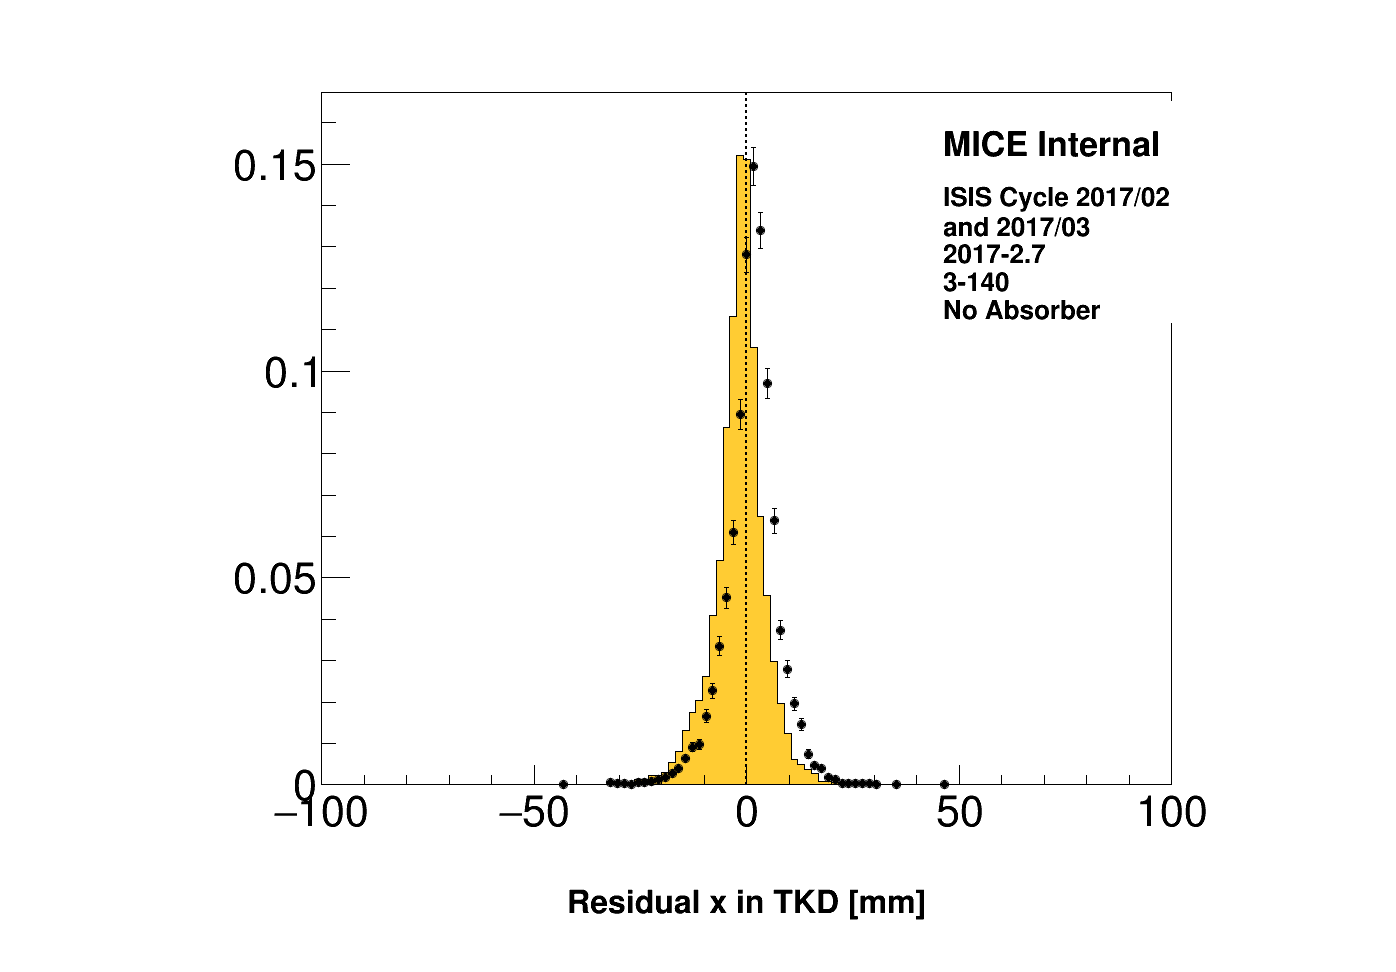 MICE Internal
ISIS Cycle 2017/02
and 2017/03
2017-2.7
3-140
No Absorber
0.15
0.1
0.05
0
−100 −50 0 50 100
Residual x in TKD [mm]